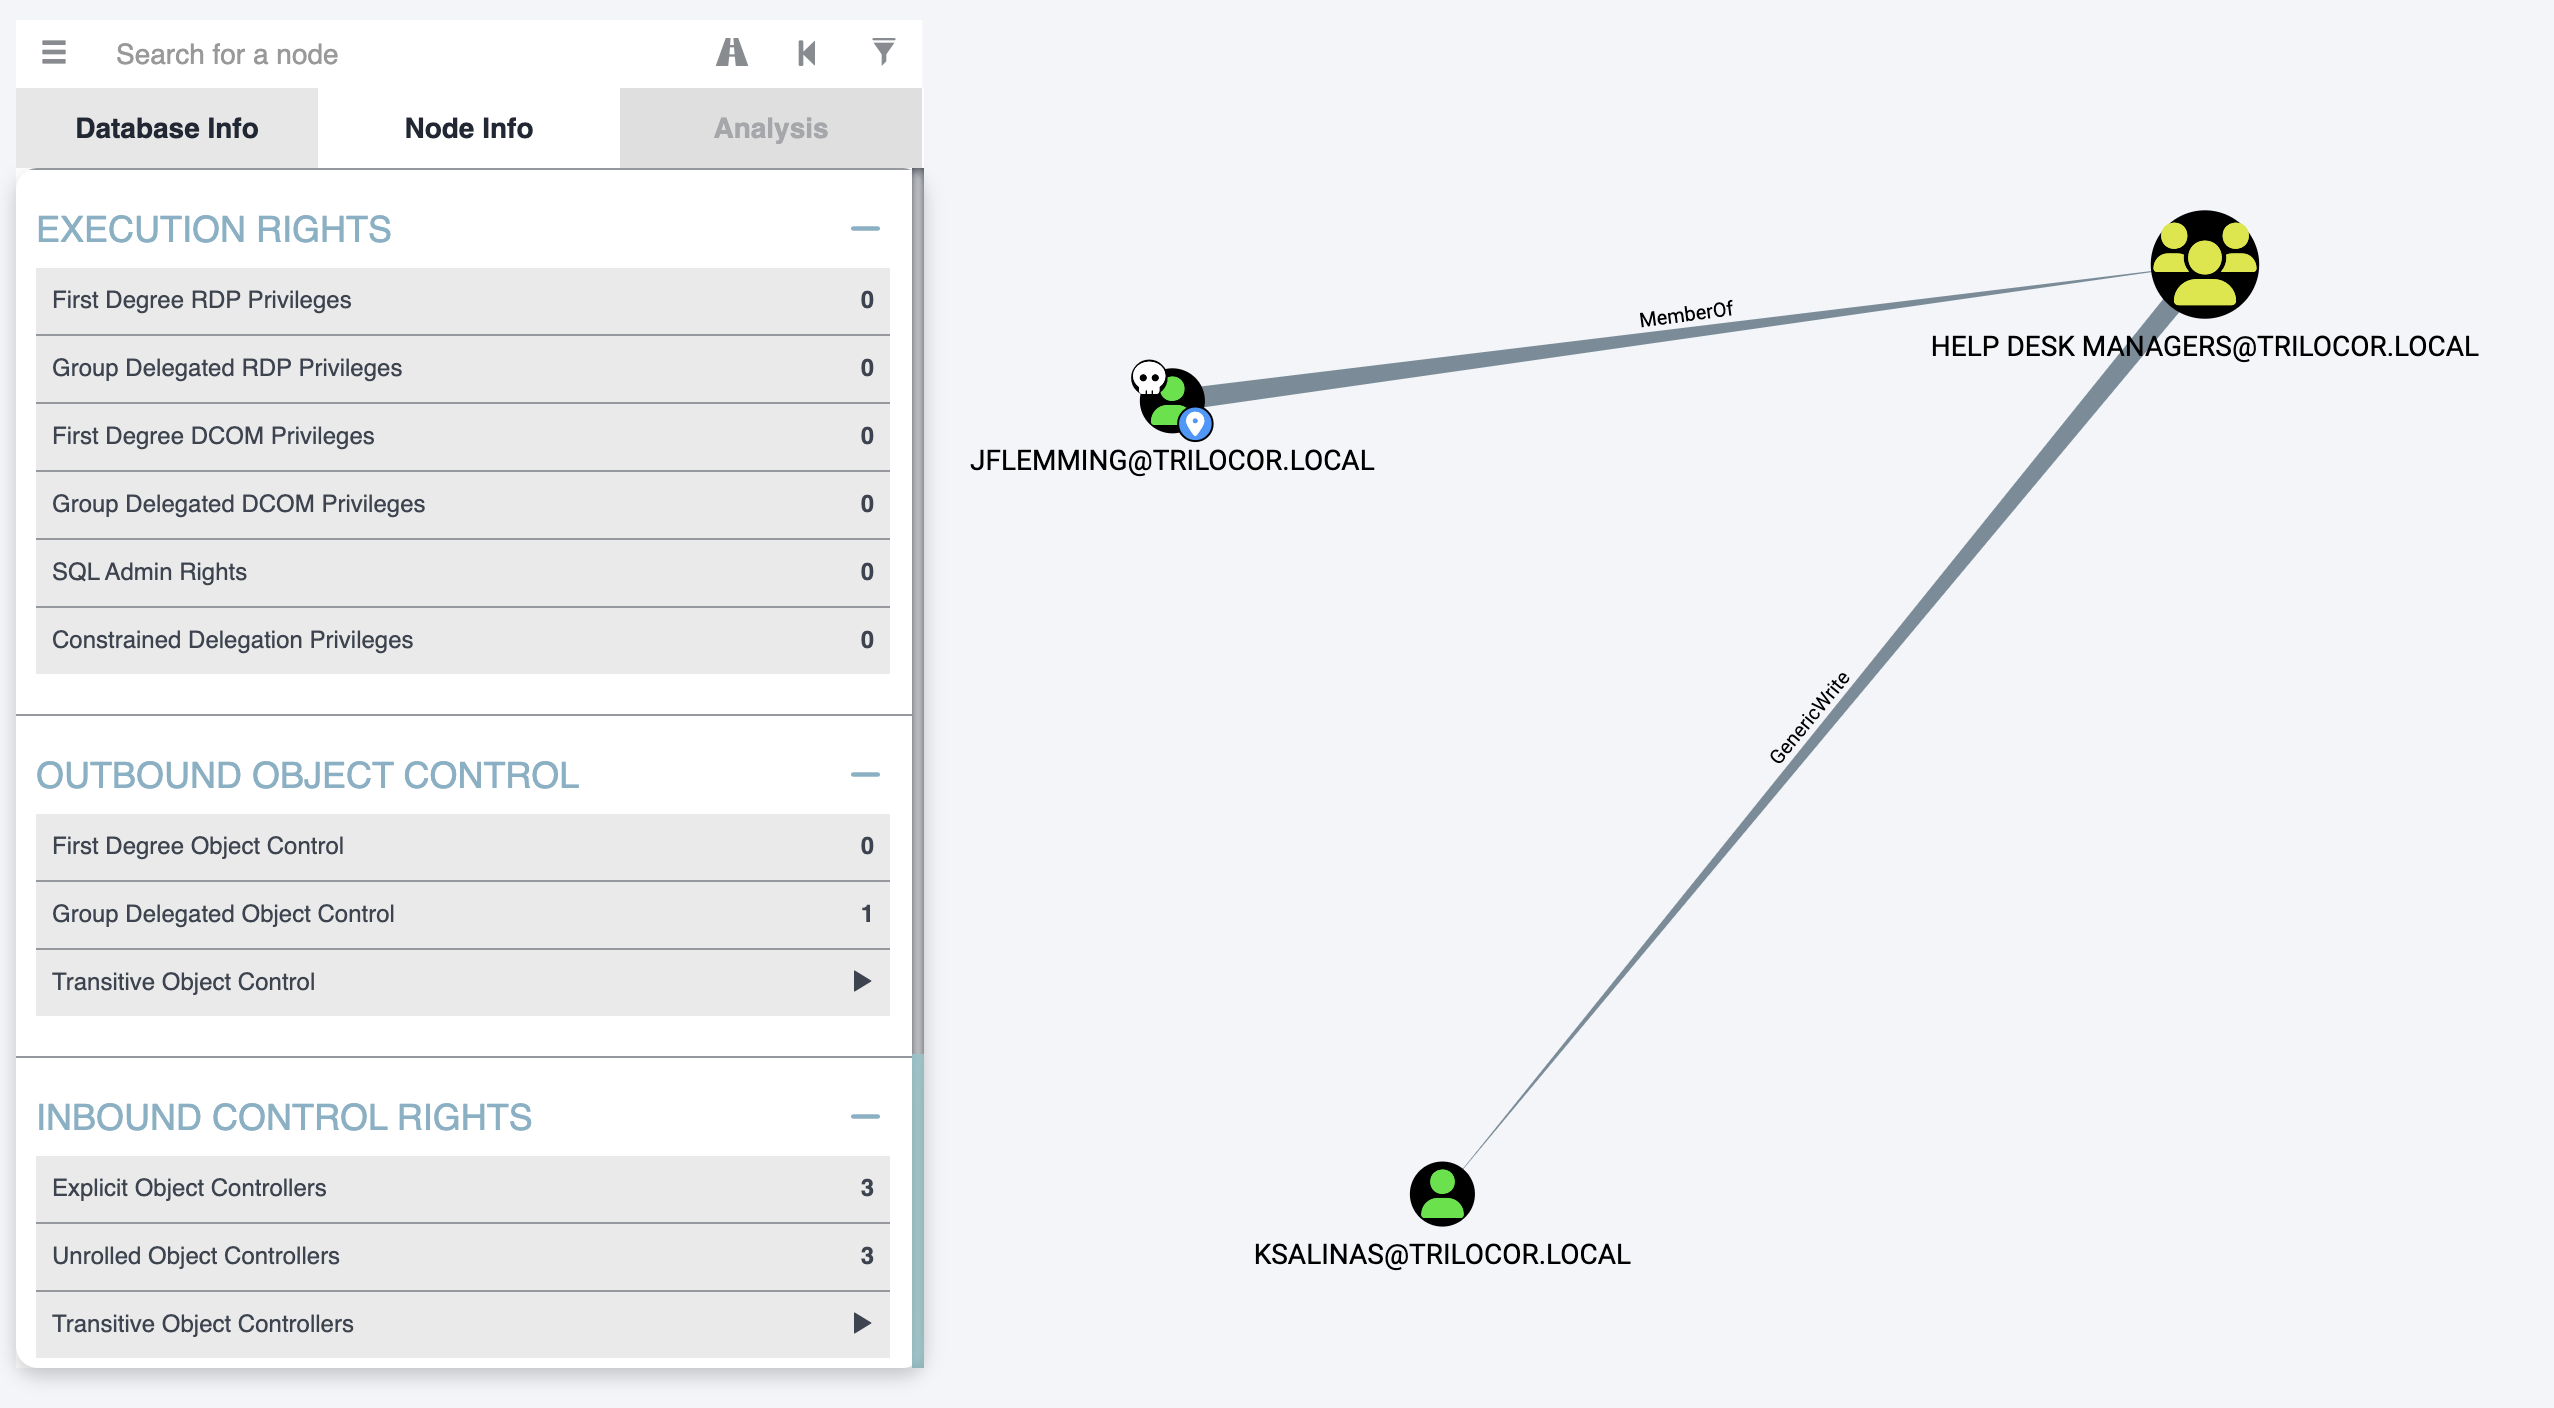 Search for a node
Database Info
Node Info
Analysis
EXECUTION RIGHTS
First Degree RDP Privileges 0
Group Delegated RDP Privileges 0
First Degree DCOM Privileges 0
Group Delegated DCOM Privileges 0
SQL Admin Rights 0
Constrained Delegation Privileges 0
OUTBOUND OBJECT CONTROL
First Degree Object Control 0
Group Delegated Object Control 1
Transitive Object Control
INBOUND CONTROL RIGHTS
Explicit Object Controllers 3
Unrolled Object Controllers 3
Transitive Object Controllers
MemberOf
HELP DESK MANAGERS@TRILOCOR.LOCAL
JFLEMMING@TRILOCOR.LOCAL
GenericWrite
KSALINAS@TRILOCOR.LOCAL